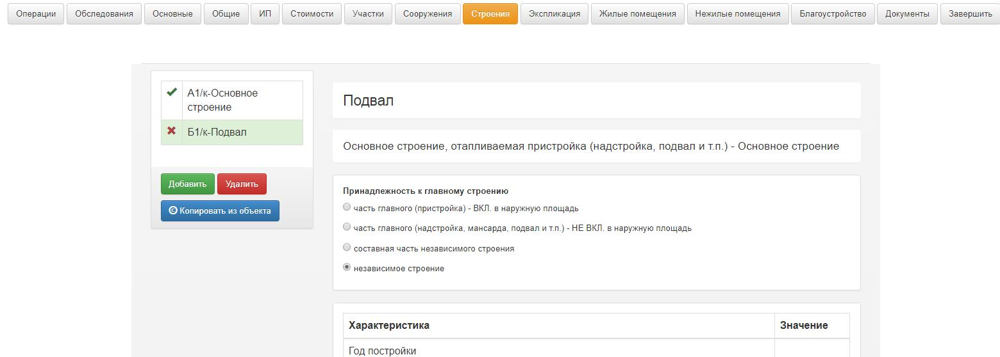 Операции Обследования Основные Общие ИП Стоимости Участки Сооружения Строения Экспликация Жилые помещения Нежилые помещения Благоустройство Документы Завершить
А1/к-Основное
строение
Б1/к-Подвал
Добавить Удалить
Копировать из объекта
Подвал
Основное строение, отапливаемая пристройка (надстройка, подвал и т.п.) - Основное строение
Принадлежность к главному строению
часть главного (пристройка) - ВКЛ. в наружную площадь
часть главного (надстройка, мансарда, подвал и т.п.) - НЕ ВКЛ. в наружную площадь
составная часть независимого строения
независимое строение
Характеристика Значение
Год постройки